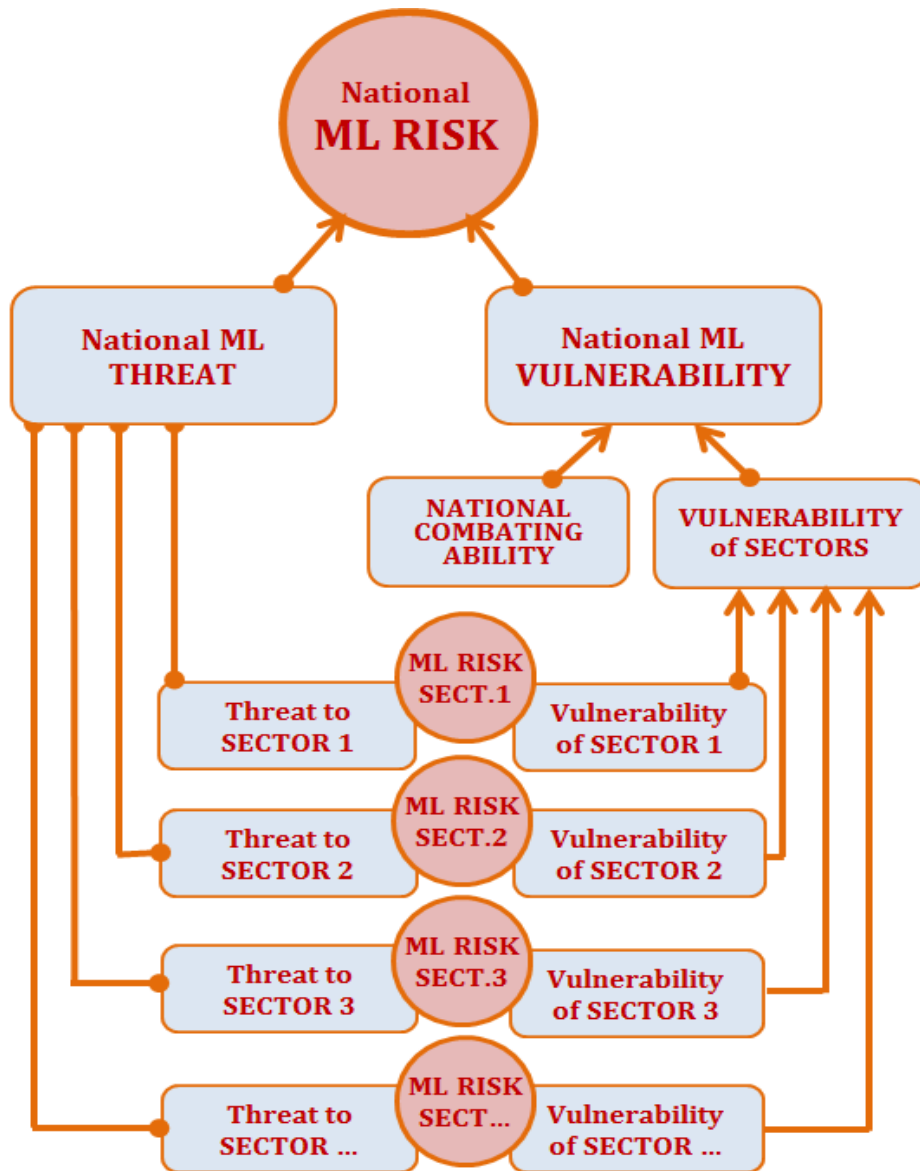 National
ML RISK
National ML
THREAT
National ML
VULNERABILITY
NATIONAL
COMBATING
ABILITY
VULNERABILITY
of SECTORS
ML RISK
SECT.1
Threat to
SECTOR 1
Vulnerability
of SECTOR 1
ML RISK
SECT.2
Threat to
SECTOR 2
Vulnerability
of SECTOR 2
ML RISK
SECT.3
Threat to
SECTOR 3
Vulnerability
of SECTOR 3
ML RISK
SECT...
Threat to
SECTOR ...
Vulnerability
of SECTOR ...